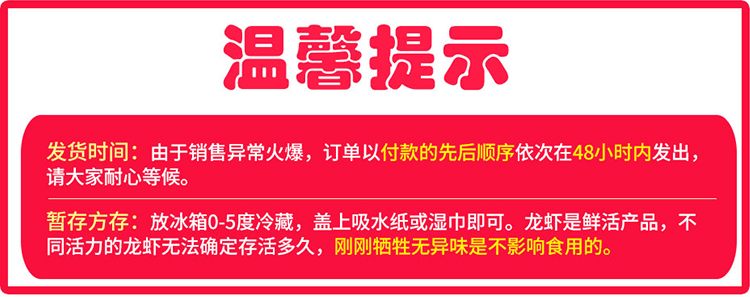 温馨提示
发货时间：由于销售异常火爆，订单以付款的先后顺序依次在48小时内发出，
请大家耐心等候。
暂存方存：放冰箱0-5度冷藏，盖上吸水纸或湿巾即可。龙虾是鲜活产品，不
同活力的龙虾无法确定存活多久，刚刚牺牲无异味是不影响食用的。